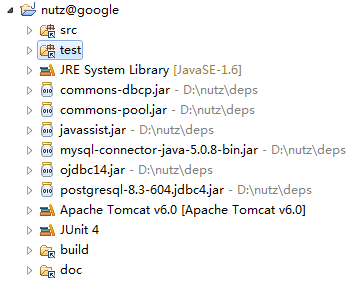 nutz@google
src
test
JRE System Library [JavaSE-1.6]
commons-dbcp.jar - D:\nutz\deps
commons-pool.jar - D:\nutz\deps
javassist.jar - D:\nutz\deps
mysql-connector-java-5.0.8-bin.jar - D:\nutz\deps
ojdbc14.jar - D:\nutz\deps
postgresql-8.3-604.jdbc4.jar - D:\nutz\deps
Apache Tomcat v6.0 [Apache Tomcat v6.0]
JUnit 4
build
doc